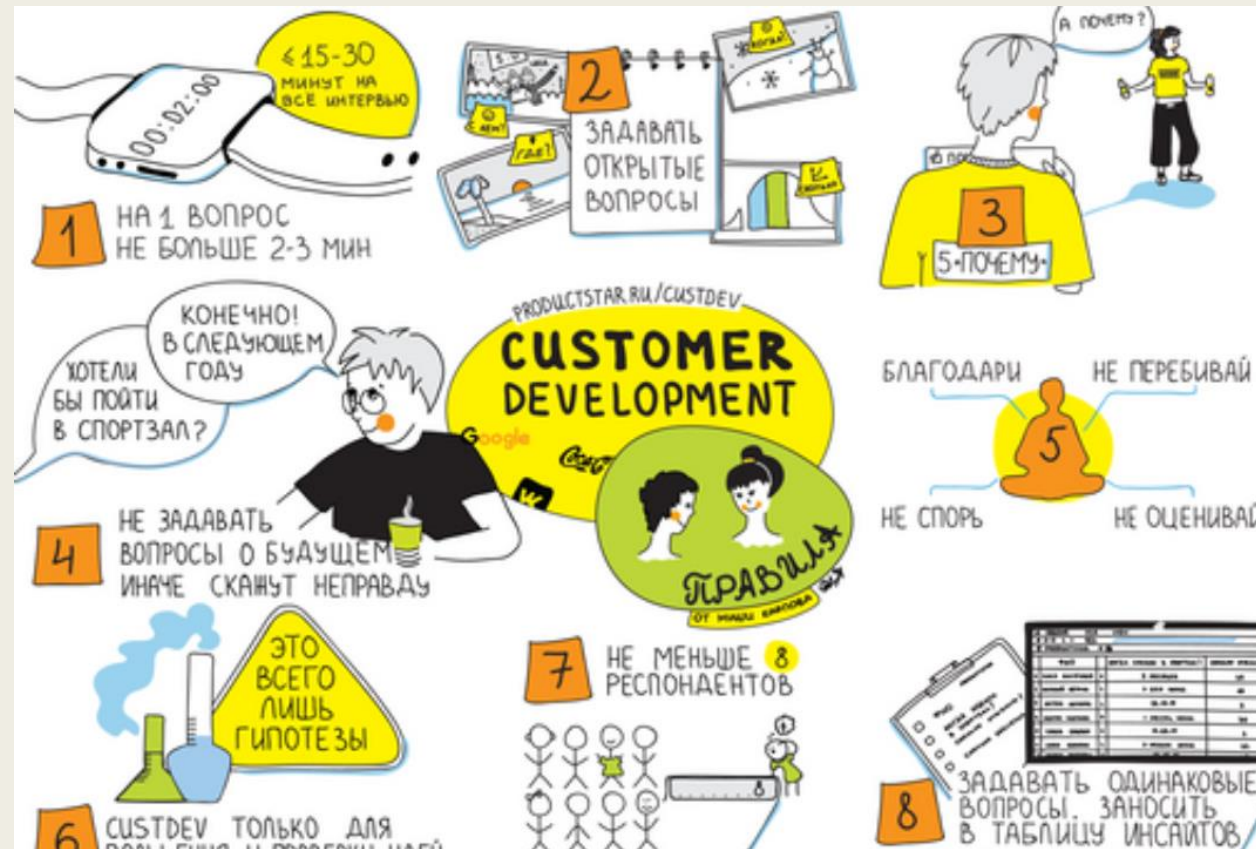 ≤ 15-30
МИНУТ НА
ВСЕ ИНТЕРВЬЮ
00:02:00
1
НА 1 ВОПРОС
НЕ БОЛЬШЕ 2-3 МИН
2
ЗАДАВАТЬ
ОТКРЫТЫЕ
ВОПРОСЫ
С КЕМ?
ГДЕ?
КОГДА?
А ПОЧЕМУ?
3
5 "ПОЧЕМУ"
ХОТЕЛИ
БЫ ПОЙТИ
В СПОРТЗАЛ?
КОНЕЧНО!
В СЛЕДУЮЩЕМ
ГОДУ
4
НЕ ЗАДАВАТЬ
ВОПРОСЫ О БУДУЩЕМ
ИНАЧЕ СКАЖУТ НЕПРАВДУ
PRODUCTSTAR.RU/CUSTDEV
CUSTOMER
DEVELOPMENT
Google
ПРАВИЛА
БЛАГОДАРИ
НЕ ПЕРЕБИВАЙ
5
НЕ СПОРЬ
НЕ ОЦЕНИВАЙ
ЭТО
ВСЕГО
ЛИШЬ
ГИПОТЕЗЫ
6
CUSTDEV ТОЛЬКО ДЛЯ
7
НЕ МЕНЬШЕ 8
РЕСПОНДЕНТОВ
8
8
ЗАДАВАТЬ ОДИНАКОВЫЕ
ВОПРОСЫ. ЗАНОСИТЬ
В ТАБЛИЦУ ИНСАЙТОВ